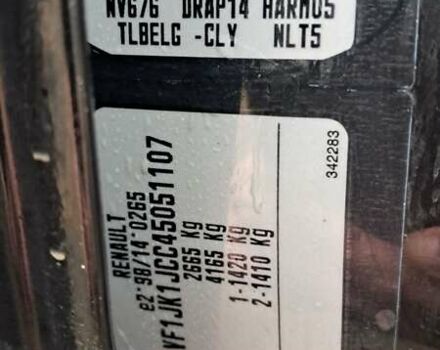 NV676 DRAP14 HARM05
TLBELG -CLY NLT5
RENAULT
e2*98/14*0265
VF1JK1JCC45051107
2665 Kg
4165 Kg
1-1420 Kg
2-1410 Kg
342283